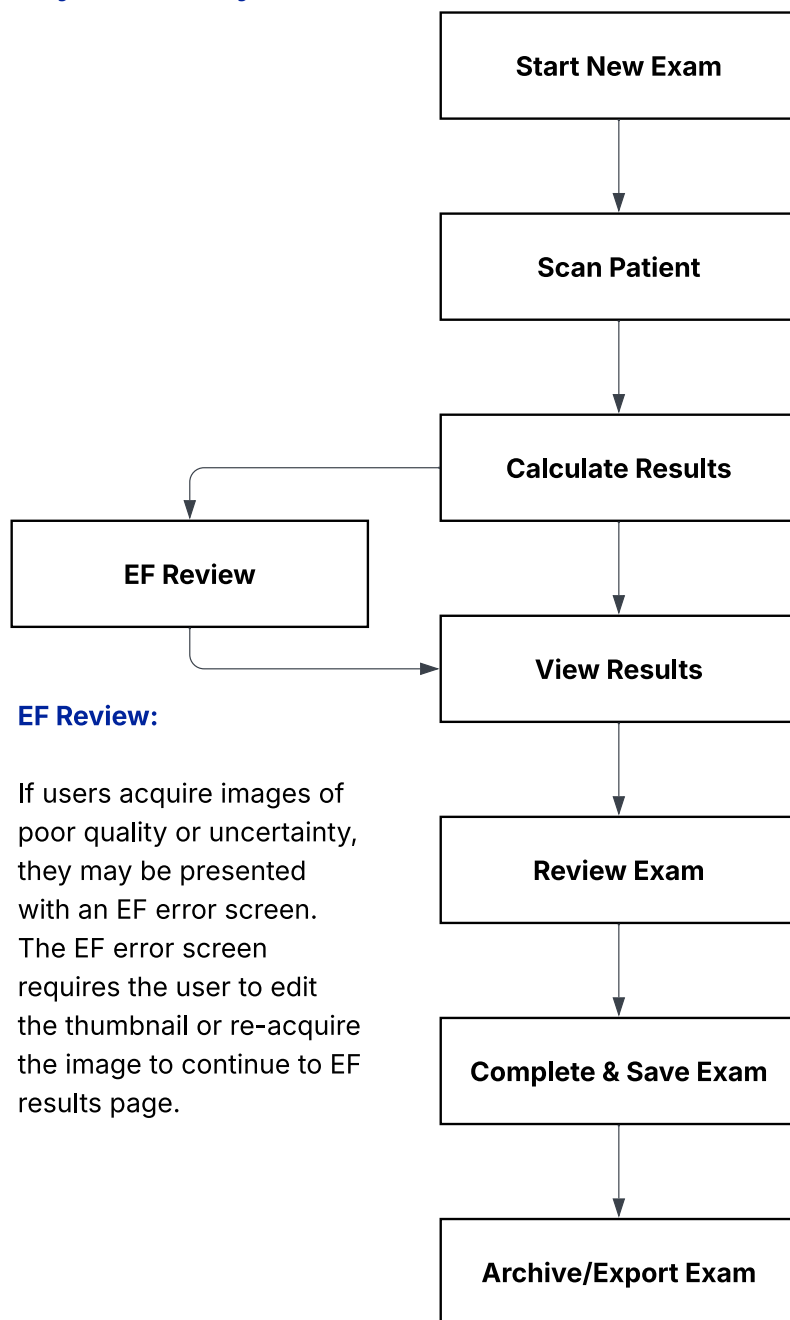 Start New Exam
Scan Patient
Calculate Results
EF Review
View Results
EF Review:
If users acquire images of
poor quality or uncertainty,
they may be presented
with an EF error screen.
The EF error screen
requires the user to edit
the thumbnail or re-acquire
the image to continue to EF
results page.
Review Exam
Complete & Save Exam
Archive/Export Exam